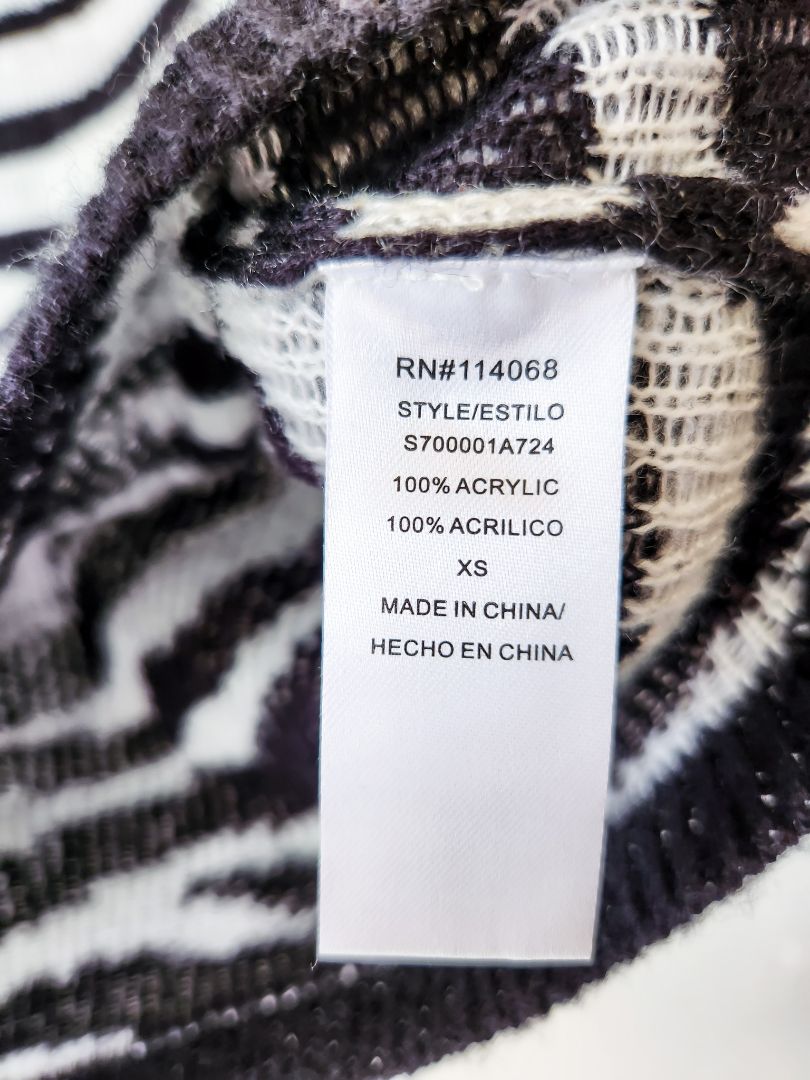 RN#114068
STYLE/ESTILO
S700001A724
100% ACRYLIC
100% ACRILICO
XS
MADE IN CHINA/
HECHO EN CHINA